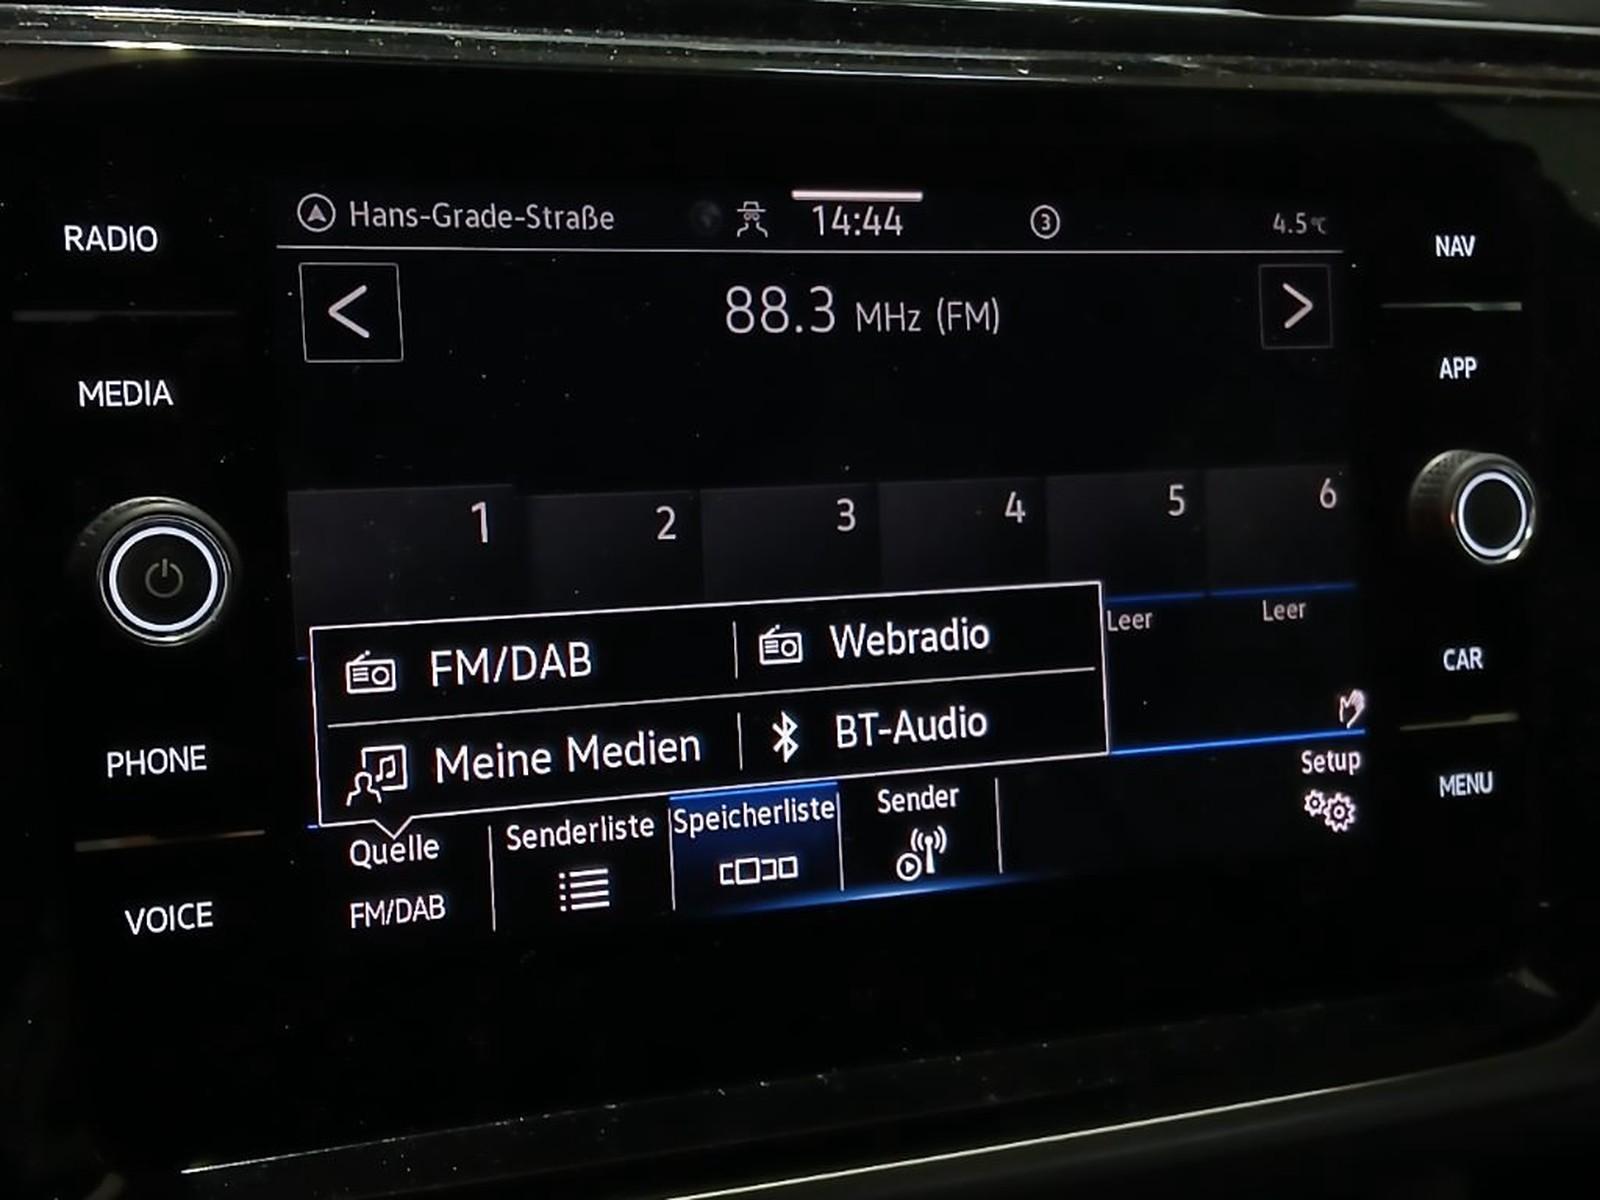 RADIO
MEDIA
PHONE
VOICE
Hans-Grade-Straße
14:44
3
4.5 °C
88.3 MHz (FM)
1 2 3 4 5 6
Leer Leer
FM/DAB
Webradio
Meine Medien
BT-Audio
Quelle
FM/DAB
Senderliste
Speicherliste
Sender
Setup
NAV
APP
CAR
MENU